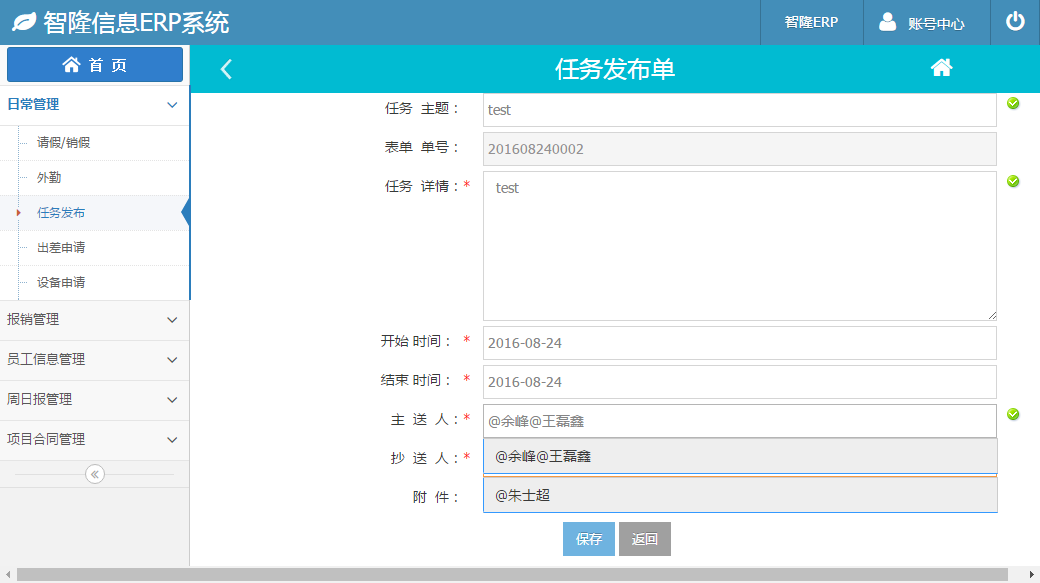 智隆信息ERP系统
智隆ERP
账号中心
首 页
任务发布单
日常管理
请假/销假
外勤
任务发布
出差申请
设备申请
报销管理
员工信息管理
周日报管理
项目合同管理
任务 主题：
test
表单 单号：
201608240002
任务 详情：*
test
开始 时间： *
2016-08-24
结束 时间： *
2016-08-24
主 送 人：*
@余峰@王磊鑫
抄 送 人：*
@余峰@王磊鑫
附 件：
@朱士超
保存
返回